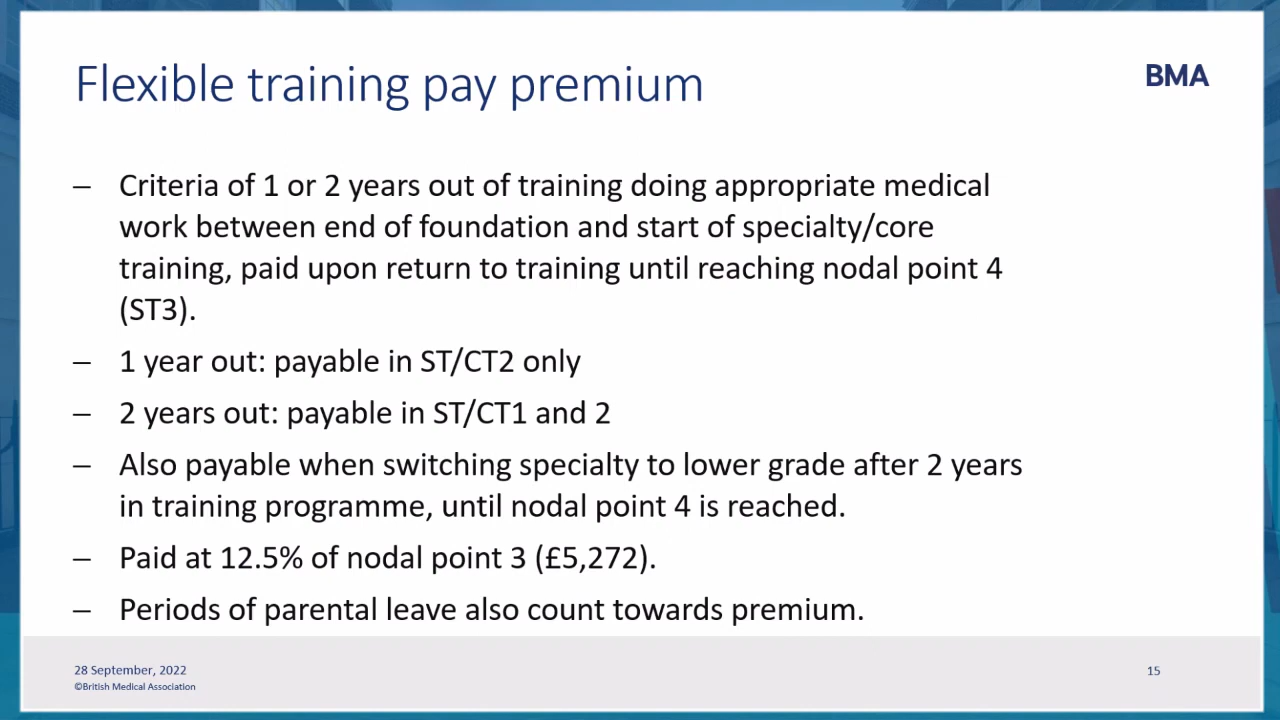 Flexible training pay premium
BMA
– Criteria of 1 or 2 years out of training doing appropriate medical
work between end of foundation and start of specialty/core
training, paid upon return to training until reaching nodal point 4
(ST3).
– 1 year out: payable in ST/CT2 only
– 2 years out: payable in ST/CT1 and 2
– Also payable when switching specialty to lower grade after 2 years
in training programme, until nodal point 4 is reached.
– Paid at 12.5% of nodal point 3 (£5,272).
– Periods of parental leave also count towards premium.
28 September, 2022
15
©British Medical Association